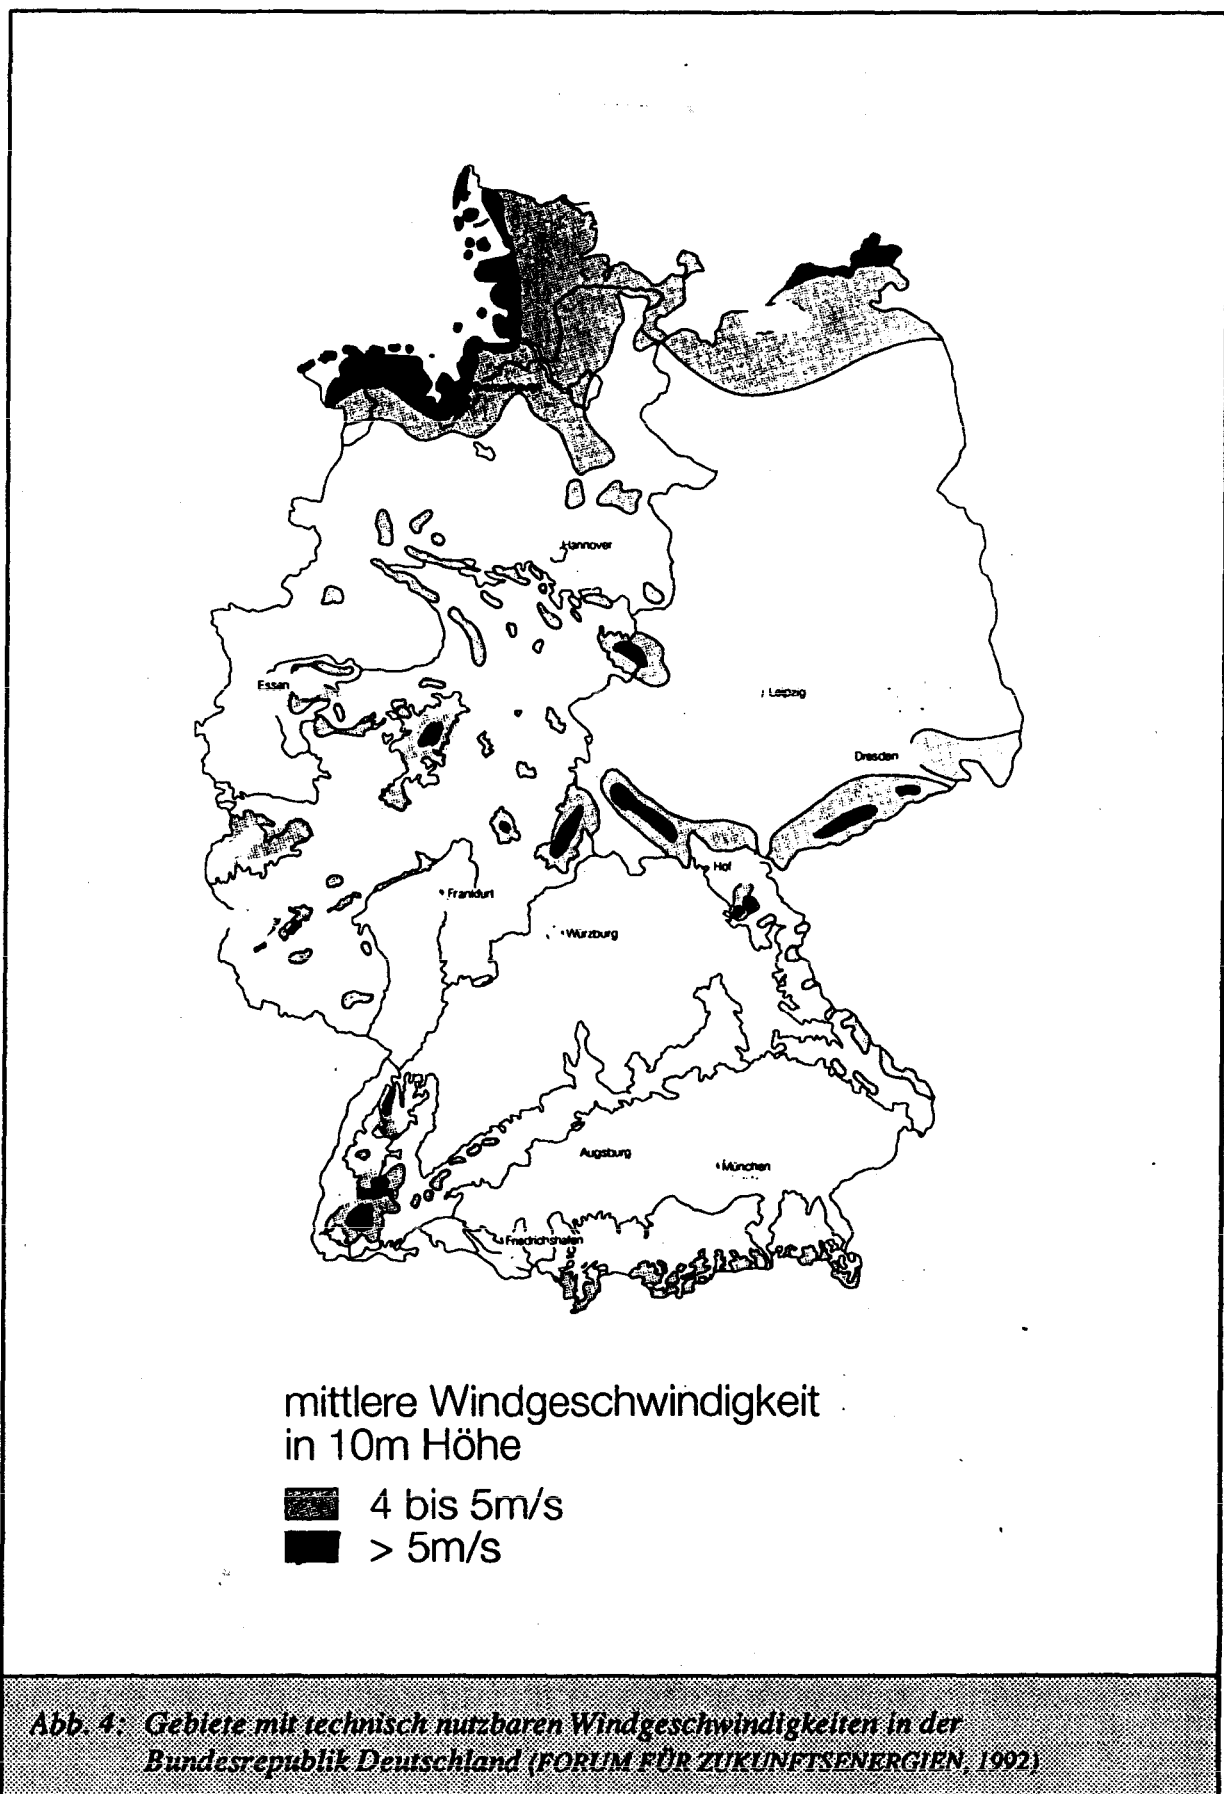 Hannover
Essen
Leipzig
Dresden
Hof
Frankfurt
Würzburg
Augsburg
München
Friedrichshafen
mittlere Windgeschwindigkeit
in 10m Höhe
4 bis 5m/s
> 5m/s
Abb. 4: Gebiete mit technisch nutzbaren Windgeschwindigkeiten in der
Bundesrepublik Deutschland (FORUM FÜR ZUKUNFTSENERGIEN, 1992)